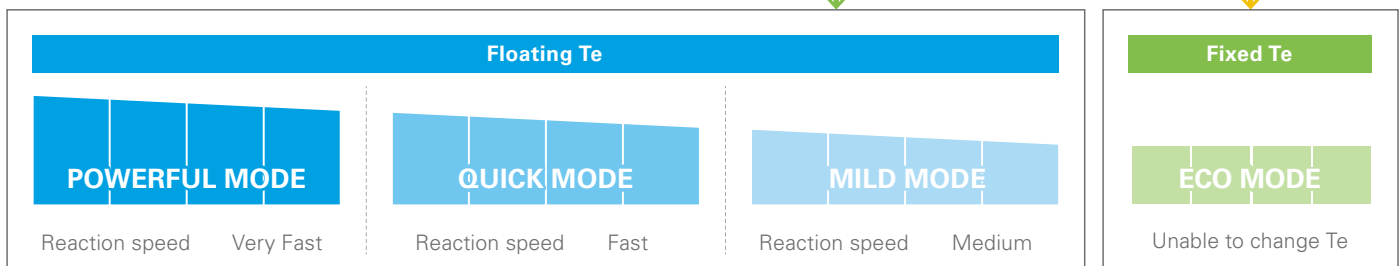 Floating Te
POWERFUL MODE
Reaction speed Very Fast
QUICK MODE
Reaction speed Fast
MILD MODE
Reaction speed Medium
Fixed Te
ECO MODE
Unable to change Te